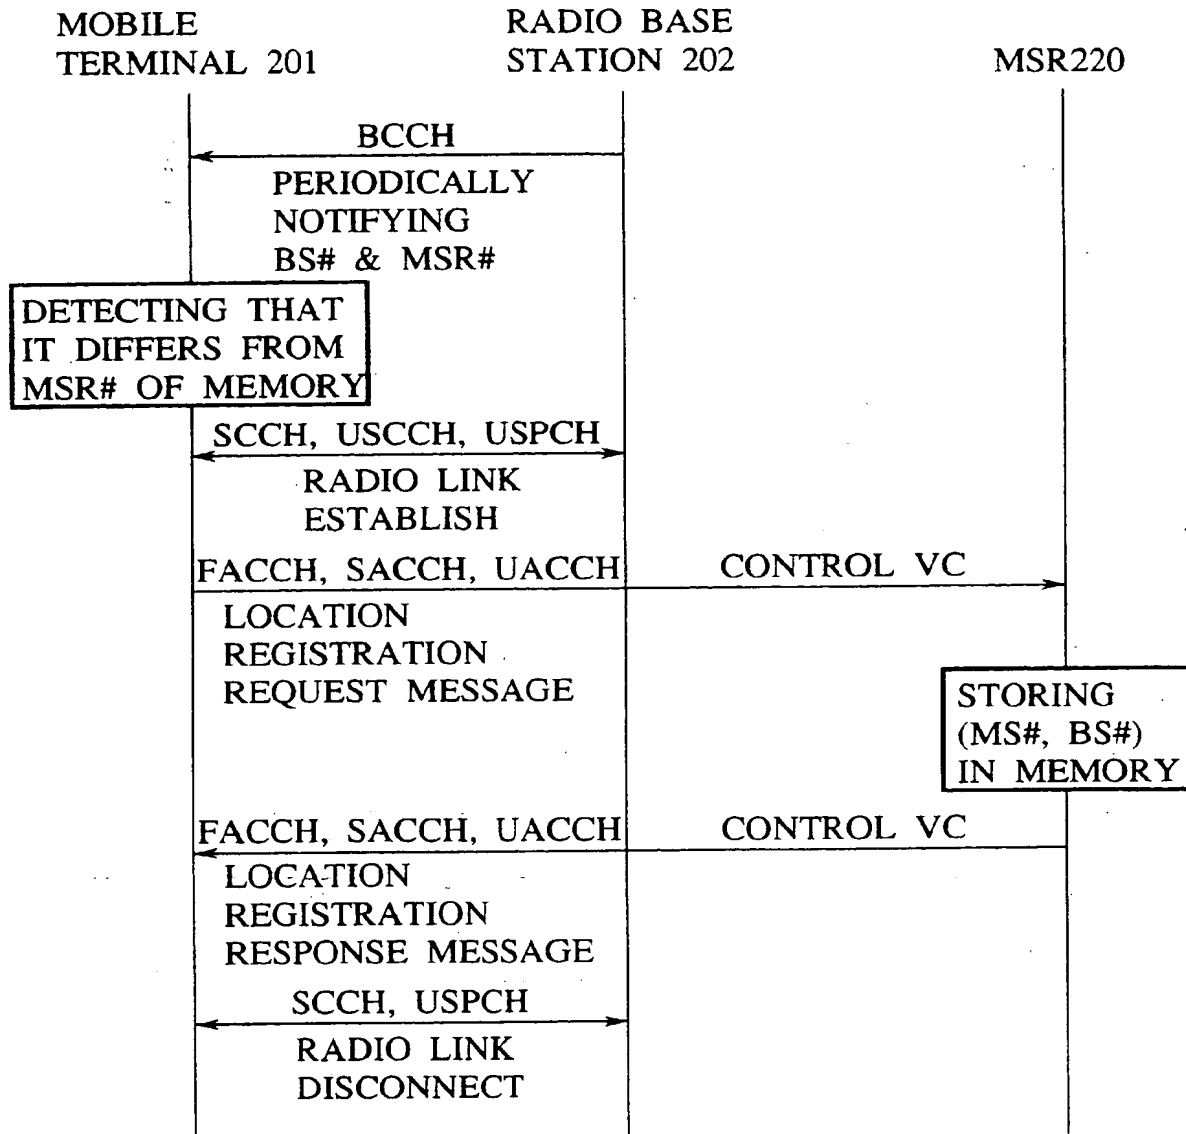 MOBILE
TERMINAL 201
RADIO BASE
STATION 202
MSR220
BCCH
PERIODICALLY
NOTIFYING
BS# & MSR#
DETECTING THAT
IT DIFFERS FROM
MSR# OF MEMORY
SCCH, USCCH, USPCH
RADIO LINK
ESTABLISH
FACCH, SACCH, UACCH
CONTROL VC
LOCATION
REGISTRATION
REQUEST MESSAGE
STORING
(MS#, BS#)
IN MEMORY
FACCH, SACCH, UACCH
CONTROL VC
LOCATION
REGISTRATION
RESPONSE MESSAGE
SCCH, USPCH
RADIO LINK
DISCONNECT